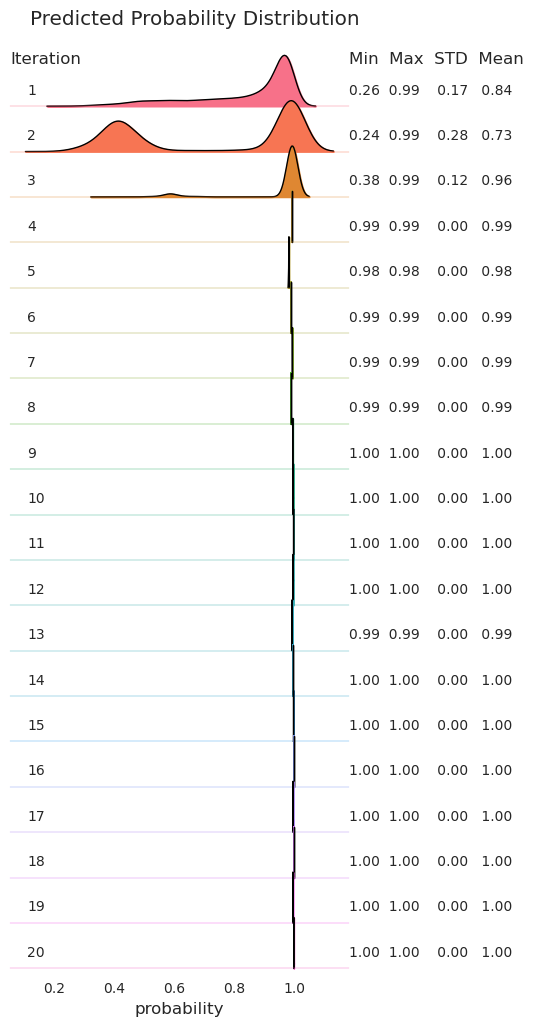 Predicted Probability Distribution
Iteration Min Max STD Mean
1 0.26 0.99 0.17 0.84
2 0.24 0.99 0.28 0.73
3 0.38 0.99 0.12 0.96
4 0.99 0.99 0.00 0.99
5 0.98 0.98 0.00 0.98
6 0.99 0.99 0.00 0.99
7 0.99 0.99 0.00 0.99
8 0.99 0.99 0.00 0.99
9 1.00 1.00 0.00 1.00
10 1.00 1.00 0.00 1.00
11 1.00 1.00 0.00 1.00
12 1.00 1.00 0.00 1.00
13 0.99 0.99 0.00 0.99
14 1.00 1.00 0.00 1.00
15 1.00 1.00 0.00 1.00
16 1.00 1.00 0.00 1.00
17 1.00 1.00 0.00 1.00
18 1.00 1.00 0.00 1.00
19 1.00 1.00 0.00 1.00
20 1.00 1.00 0.00 1.00
0.2 0.4 0.6 0.8 1.0
probability